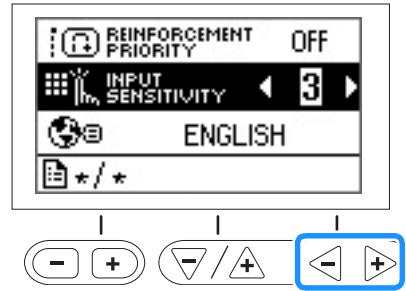 REINFORCEMENT
PRIORITY OFF
INPUT
SENSITIVITY 3
ENGLISH
*/*
- + -/+ - +